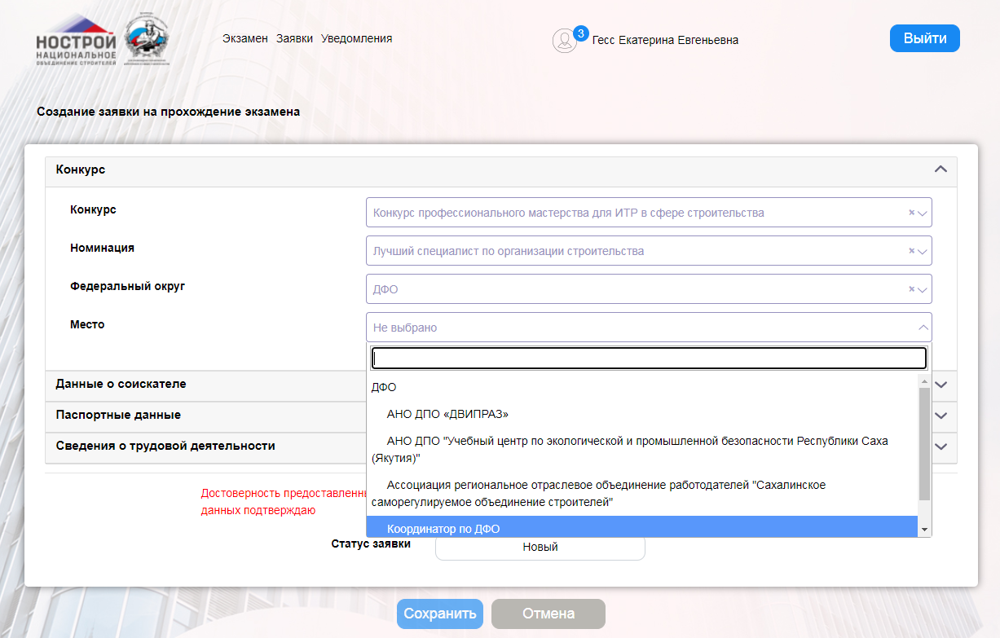 НОСТРОЙ
НАЦИОНАЛЬНОЕ
ОБЪЕДИНЕНИЕ СТРОИТЕЛЕЙ
Экзамен Заявки Уведомления
3
Гесс Екатерина Евгеньевна
Выйти
Создание заявки на прохождение экзамена
Конкурс
Конкурс
Конкурс профессионального мастерства для ИТР в сфере строительства
Номинация
Лучший специалист по организации строительства
Федеральный округ
ДФО
Место
Не выбрано
ДФО
АНО ДПО «ДВИПРАЗ»
АНО ДПО "Учебный центр по экологической и промышленной безопасности Республики Саха
(Якутия)"
Ассоциация региональное отраслевое объединение работодателей "Сахалинское
саморегулируемое объединение строителей"
Координатор по ДФО
Данные о соискателе
Паспортные данные
Сведения о трудовой деятельности
Достоверность предоставленн
данных подтверждаю
Статус заявки
Новый
Сохранить
Отмена